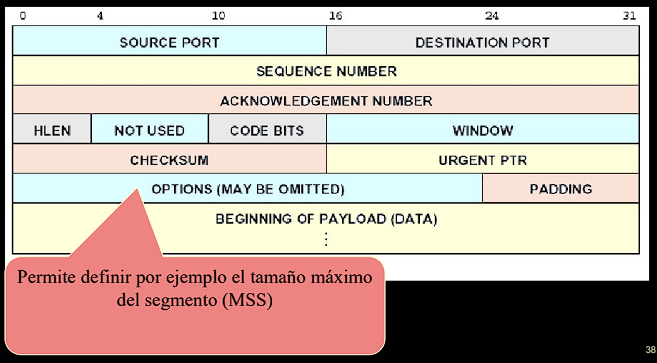 0 4 10 16 24 31
SOURCE PORT DESTINATION PORT
SEQUENCE NUMBER
ACKNOWLEDGEMENT NUMBER
HLEN NOT USED CODE BITS WINDOW
CHECKSUM URGENT PTR
OPTIONS (MAY BE OMITTED) PADDING
BEGINNING OF PAYLOAD (DATA)
⋮
Permite definir por ejemplo el tamaño máximo
del segmento (MSS)
38